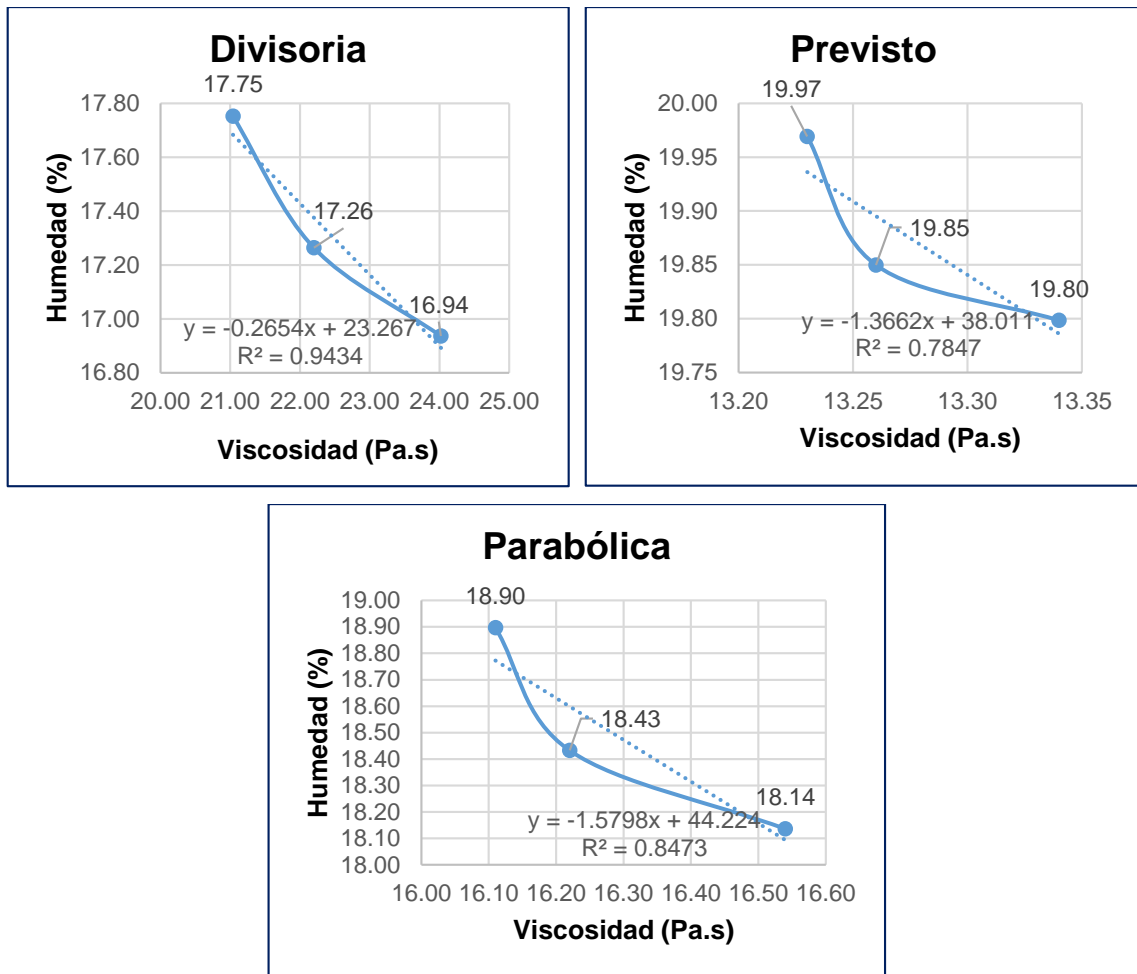 Divisoria
17.75
17.80
17.60
17.40
17.26
17.20
17.00
16.94
16.80
y = -0.2654x + 23.267
R² = 0.9434
20.00 21.00 22.00 23.00 24.00 25.00
Humedad (%)
Viscosidad (Pa.s)
Previsto
19.97
20.00
19.95
19.90
19.85
19.85
19.80
19.80
19.75
y = -1.3662x + 38.011
R² = 0.7847
13.20 13.25 13.30 13.35
Humedad (%)
Viscosidad (Pa.s)
Parabólica
18.90
19.00
18.90
18.80
18.70
18.60
18.50
18.43
18.40
18.30
18.20
18.14
18.10
18.00
y = -1.5798x + 44.224
R² = 0.8473
16.00 16.10 16.20 16.30 16.40 16.50 16.60
Humedad (%)
Viscosidad (Pa.s)